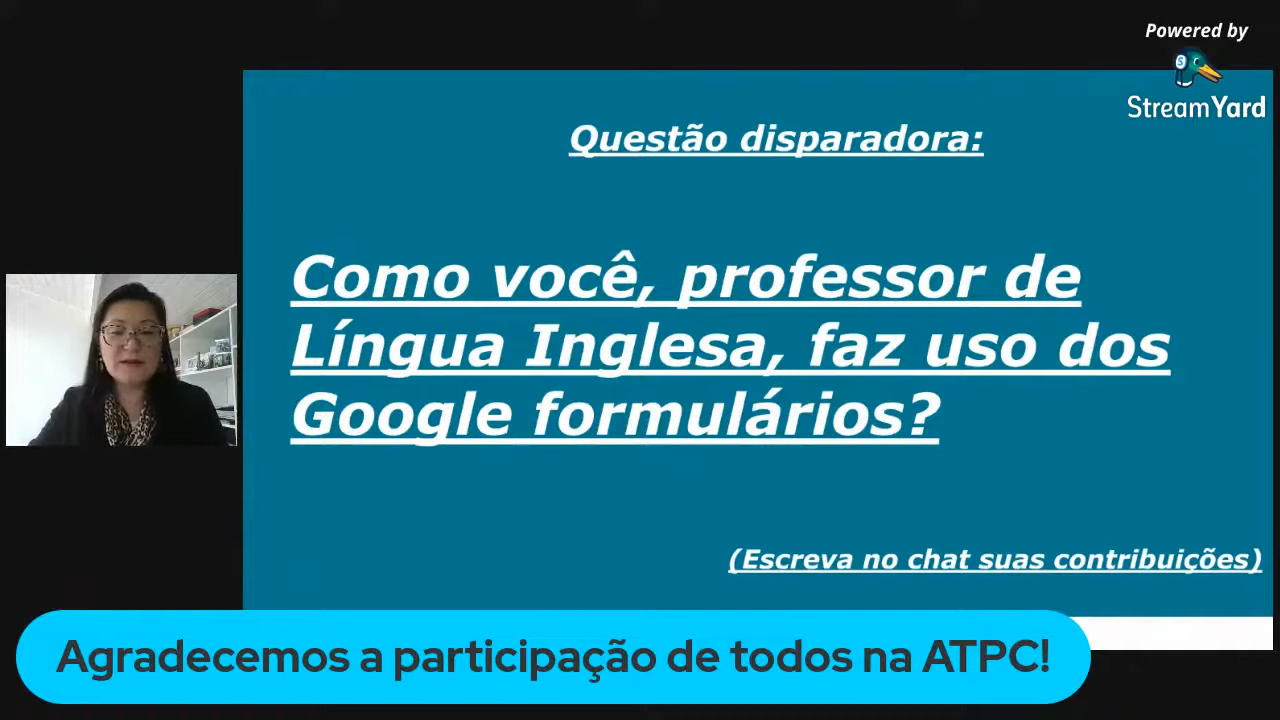 Powered by
StreamYard
Questão disparadora:
Como você, professor de
Língua Inglesa, faz uso dos
Google formulários?
(Escreva no chat suas contribuições)
Agradecemos a participação de todos na ATPC!